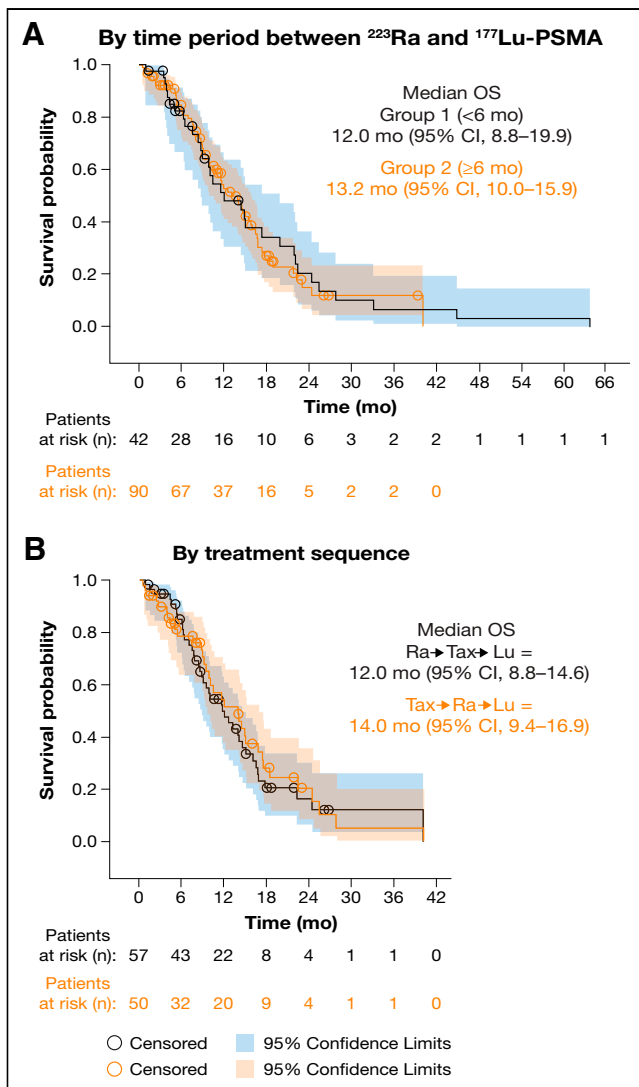 A By time period between ²²³Ra and ¹⁷⁷Lu-PSMA
Median OS
Group 1 (<6 mo)
12.0 mo (95% CI, 8.8–19.9)
Group 2 (≥6 mo)
13.2 mo (95% CI, 10.0–15.9)
Survival probability
1.0
0.8
0.6
0.4
0.2
0.0
0 6 12 18 24 30 36 42 48 54 60 66
Time (mo)
Patients
at risk (n): 42 28 16 10 6 3 2 2 1 1 1 1
Patients
at risk (n): 90 67 37 16 5 2 2 0
B By treatment sequence
Median OS
Ra→Tax→Lu =
12.0 mo (95% CI, 8.8–14.6)
Tax→Ra→Lu =
14.0 mo (95% CI, 9.4–16.9)
Survival probability
1.0
0.8
0.6
0.4
0.2
0.0
0 6 12 18 24 30 36 42
Time (mo)
Patients
at risk (n): 57 43 22 8 4 1 1 0
Patients
at risk (n): 50 32 20 9 4 1 1 0
Censored 95% Confidence Limits
Censored 95% Confidence Limits